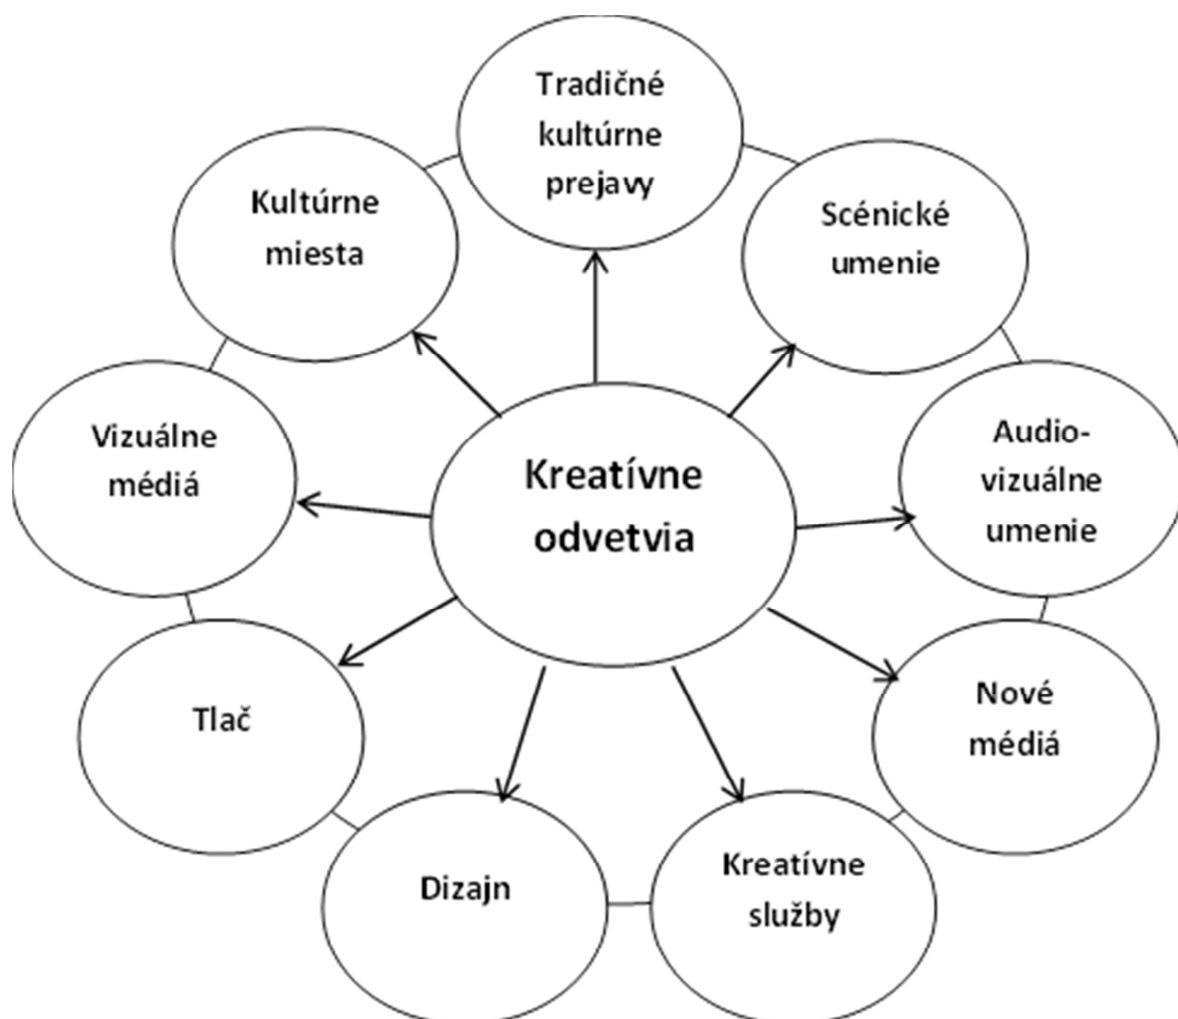 Tradičné
kultúrne
prejavy
Kultúrne
miesta
Scénické
umenie
Vizuálne
médiá
Kreatívne
odvetvia
Audio-
vizuálne
umenie
Tlač
Nové
médiá
Dizajn
Kreatívne
služby